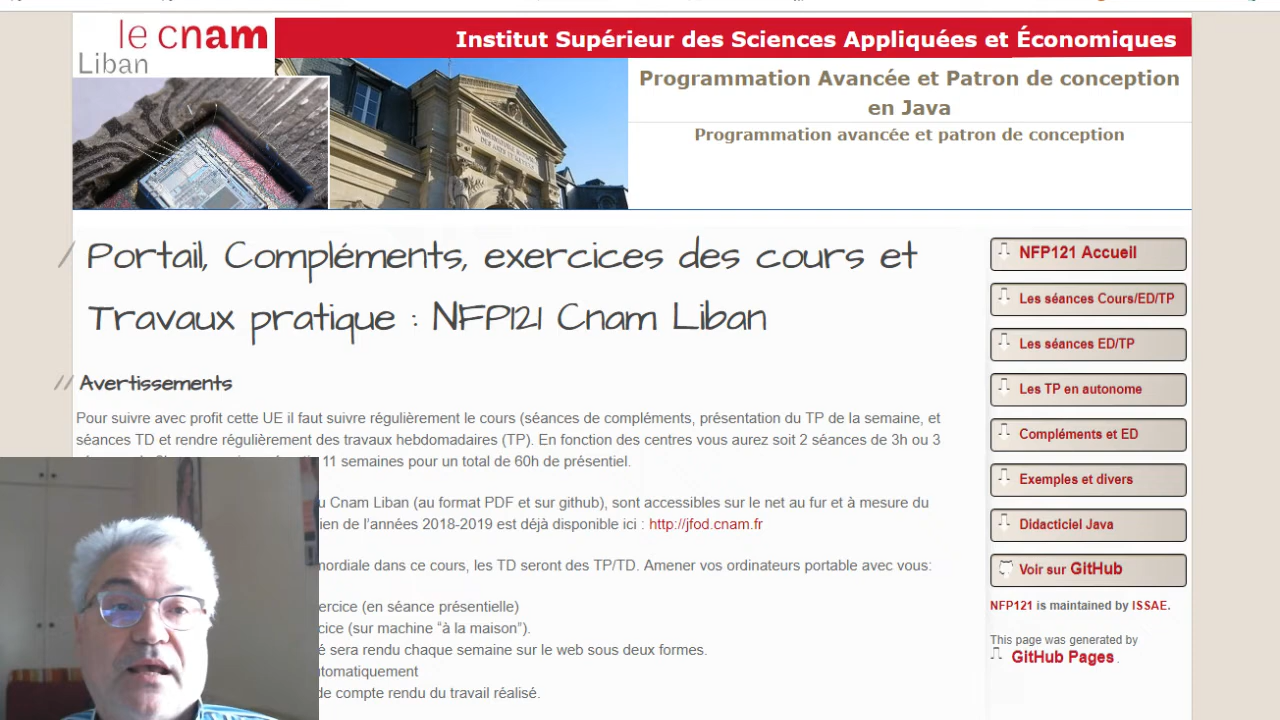 le cnam
Liban
Institut Supérieur des Sciences Appliquées et Économiques
Programmation Avancée et Patron de conception
en Java
Programmation avancée et patron de conception
/ Portail, Compléments, exercices des cours et
Travaux pratique : NFP121 Cnam Liban
// Avertissements
Pour suivre avec profit cette UE il faut suivre régulièrement le cours (séances de compléments, présentation du TP de la semaine, et
séances TD et rendre régulièrement des travaux hebdomadaires (TP). En fonction des centres vous aurez soit 2 séances de 3h ou 3
11 semaines pour un total de 60h de présentiel.
Cnam Liban (au format PDF et sur github), sont accessibles sur le net au fur et à mesure du
de l'années 2018-2019 est déjà disponible ici : http://jfod.cnam.fr
dans ce cours, les TD seront des TP/TD. Amener vos ordinateurs portable avec vous:
(en séance présentielle)
(sur machine "à la maison").
sera rendu chaque semaine sur le web sous deux formes.
de compte rendu du travail réalisé.
NFP121 Accueil
Les séances Cours/ED/TP
Les séances ED/TP
Les TP en autonome
Compléments et ED
Exemples et divers
Didacticiel Java
Voir sur GitHub
NFP121 is maintained by ISSAE.
This page was generated by
GitHub Pages .